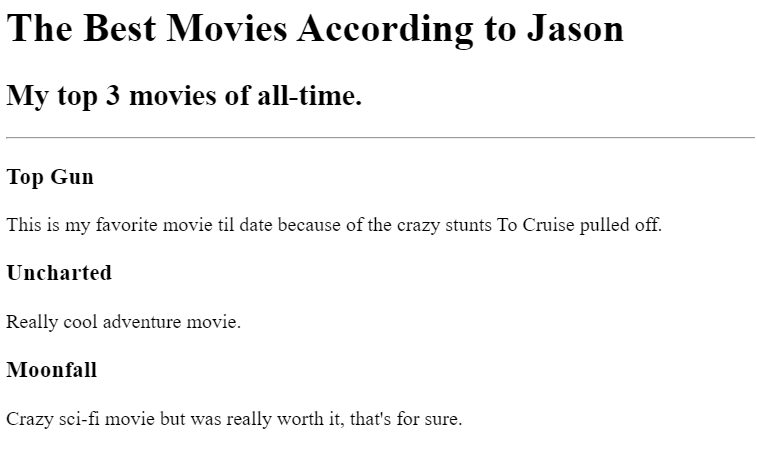 The Best Movies According to Jason
My top 3 movies of all-time.
Top Gun
This is my favorite movie til date because of the crazy stunts To Cruise pulled off.
Uncharted
Really cool adventure movie.
Moonfall
Crazy sci-fi movie but was really worth it, that's for sure.